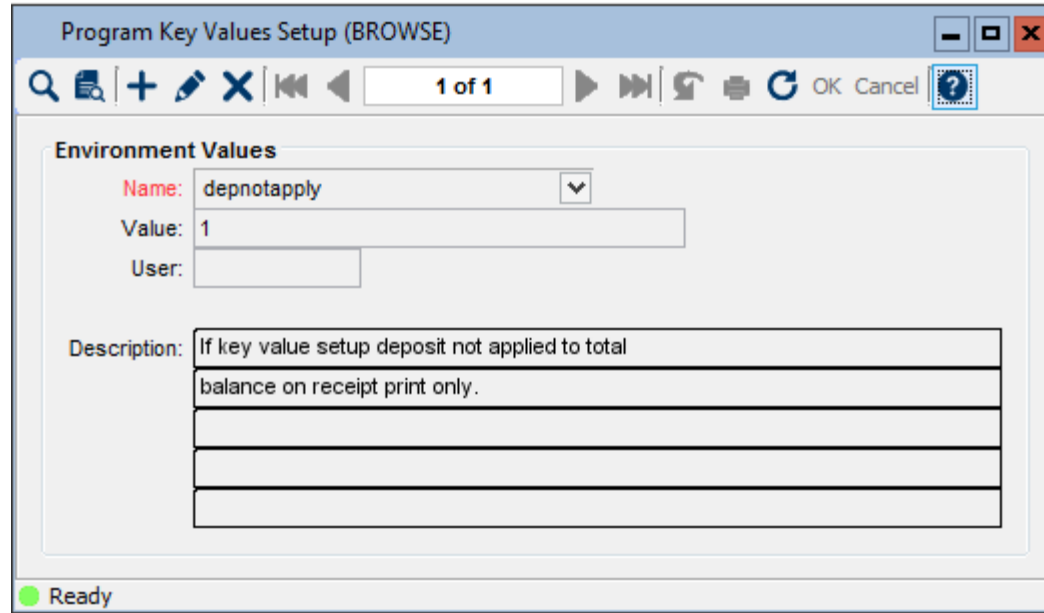 Program Key Values Setup (BROWSE)
1 of 1 OK Cancel ?
Environment Values
Name: depnotapply
Value: 1
User:
Description: If key value setup deposit not applied to total
balance on receipt print only.
Ready